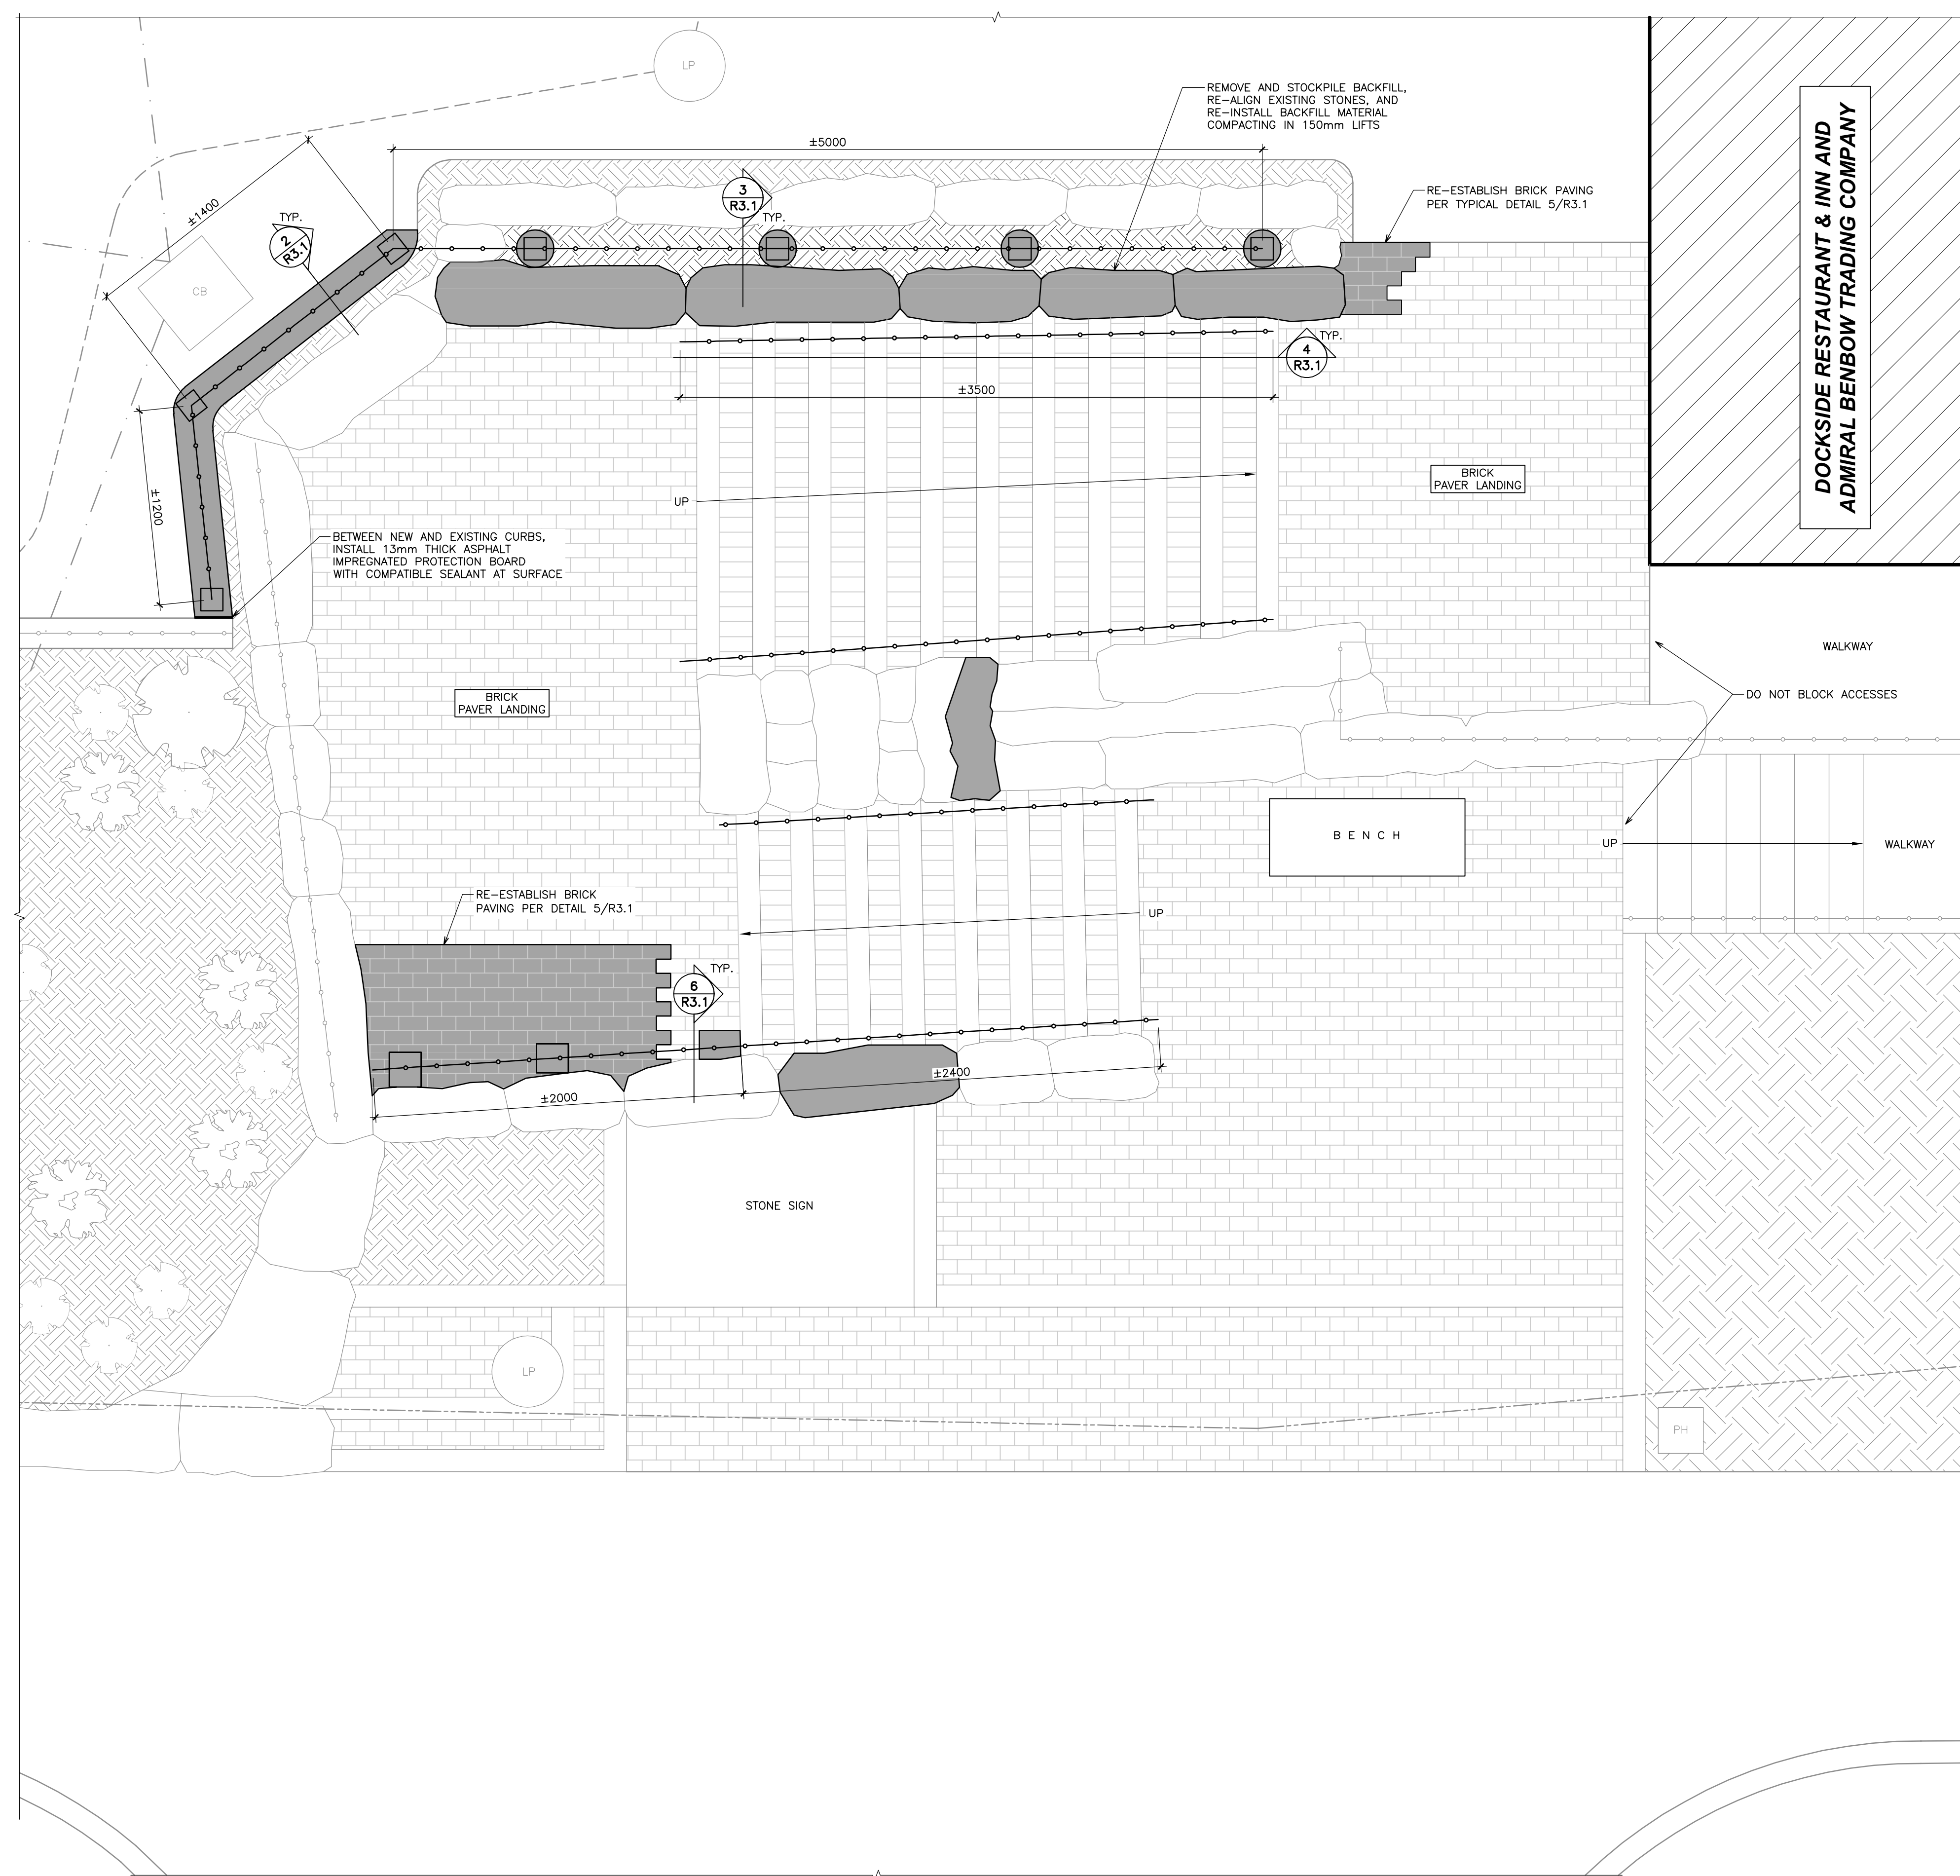 LP
REMOVE AND STOCKPILE BACKFILL,
RE-ALIGN EXISTING STONES, AND
RE-INSTALL BACKFILL MATERIAL
COMPACTING IN 150mm LIFTS
±5000
DOCKSIDE RESTAURANT & INN AND
ADMIRAL BENBOW TRADING COMPANY
3
R3.1
TYP.
RE-ESTABLISH BRICK PAVING
PER TYPICAL DETAIL 5/R3.1
±1400
TYP.
2
R3.1
CB
TYP.
4
R3.1
±3500
±1200
UP
BRICK
PAVER LANDING
BETWEEN NEW AND EXISTING CURBS,
INSTALL 13mm THICK ASPHALT
IMPREGNATED PROTECTION BOARD
WITH COMPATIBLE SEALANT AT SURFACE
WALKWAY
BRICK
PAVER LANDING
DO NOT BLOCK ACCESSES
BENCH
UP
WALKWAY
RE-ESTABLISH BRICK
PAVING PER DETAIL 5/R3.1
UP
TYP.
6
R3.1
±2400
±2000
STONE SIGN
LP
PH